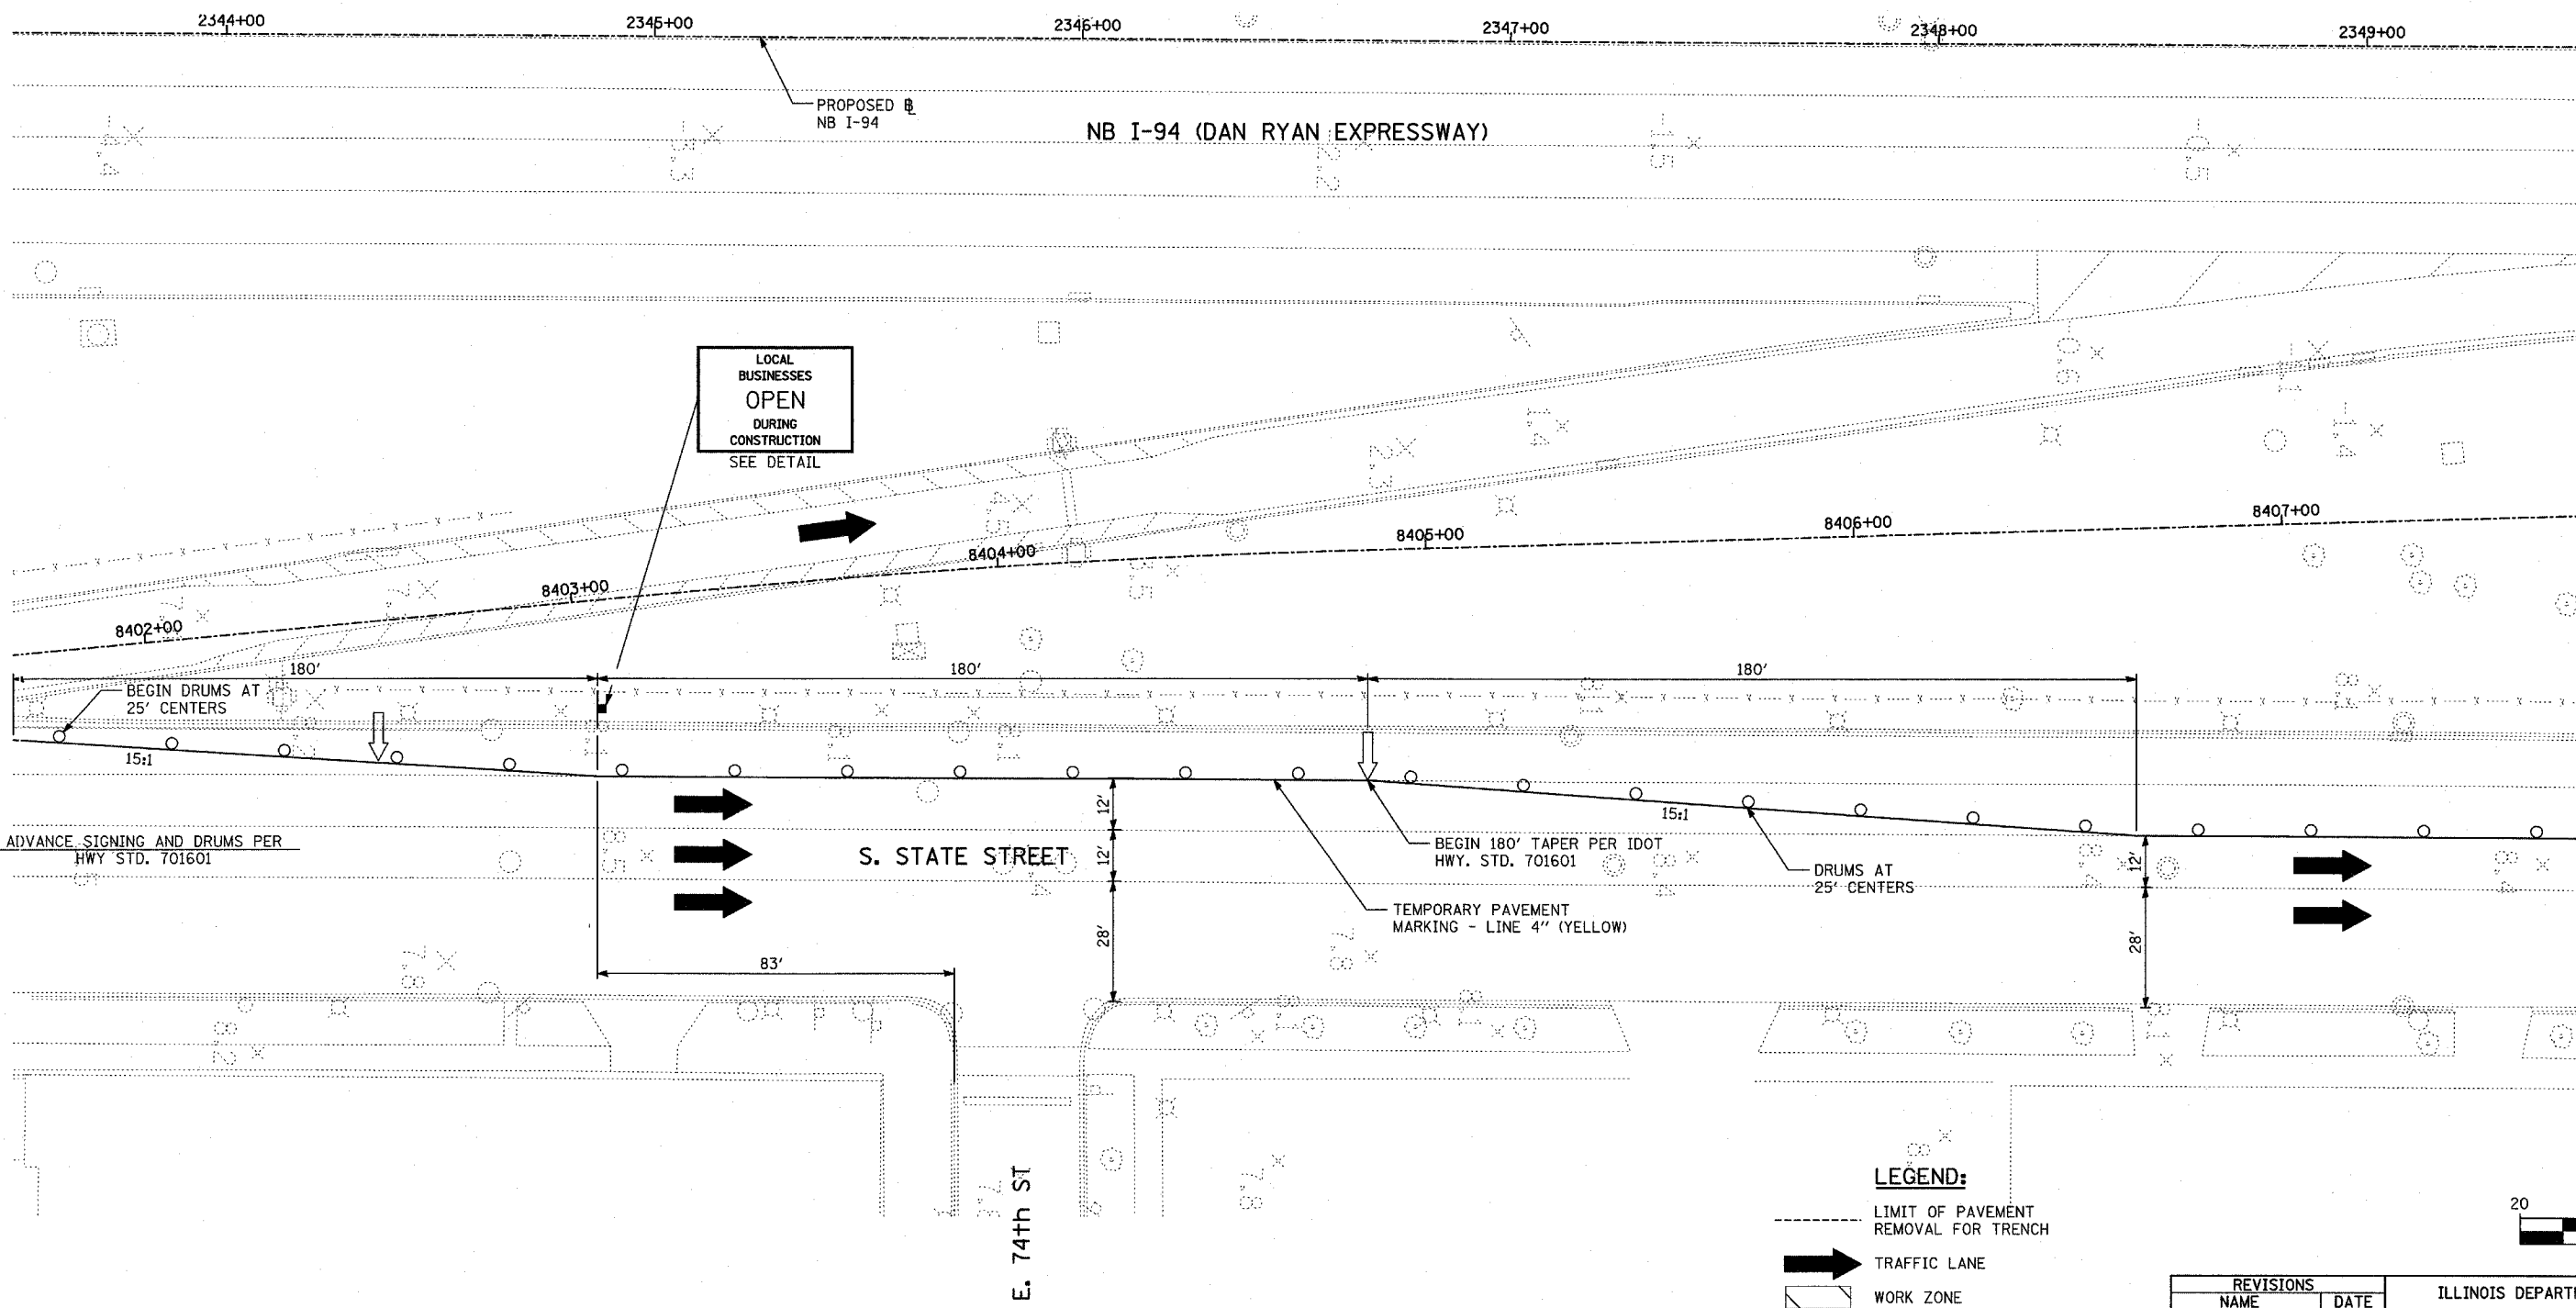 2344+00 2345+00 2346+00 2347+00 2348+00 2349+00
PROPOSED ℄
NB I-94
NB I-94 (DAN RYAN EXPRESSWAY)
LOCAL
BUSINESSES
OPEN
DURING
CONSTRUCTION
SEE DETAIL
8402+00 8403+00 8404+00 8405+00 8406+00 8407+00
180' 180' 180'
BEGIN DRUMS AT
25' CENTERS
15:1
15:1
ADVANCE SIGNING AND DRUMS PER
HWY STD. 701601
S. STATE STREET
12'
12'
28'
BEGIN 180' TAPER PER IDOT
HWY. STD. 701601
DRUMS AT
25' CENTERS
TEMPORARY PAVEMENT
MARKING - LINE 4" (YELLOW)
12'
28'
83'
E. 74th ST
LEGEND:
LIMIT OF PAVEMENT
REMOVAL FOR TRENCH
TRAFFIC LANE
WORK ZONE
20
REVISIONS
NAME DATE
ILLINOIS DEPART